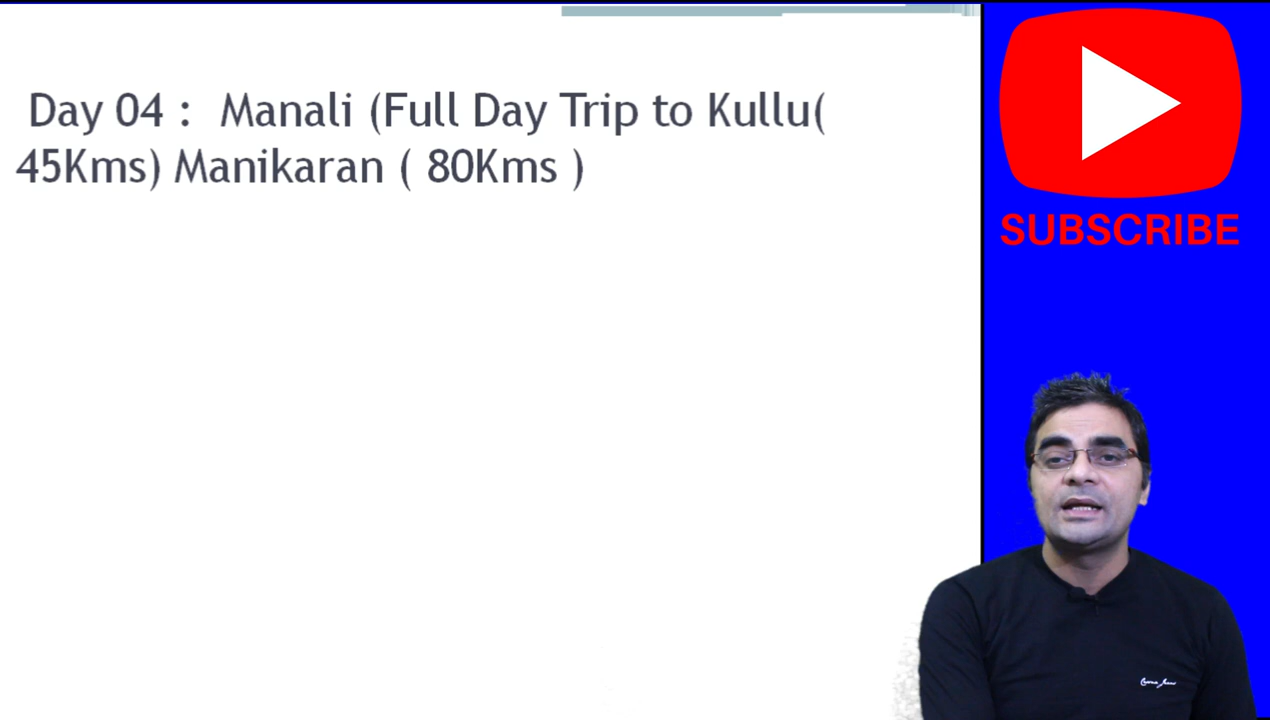 Day 04 : Manali (Full Day Trip to Kullu(
45Kms) Manikaran ( 80Kms )
SUBSCRIBE